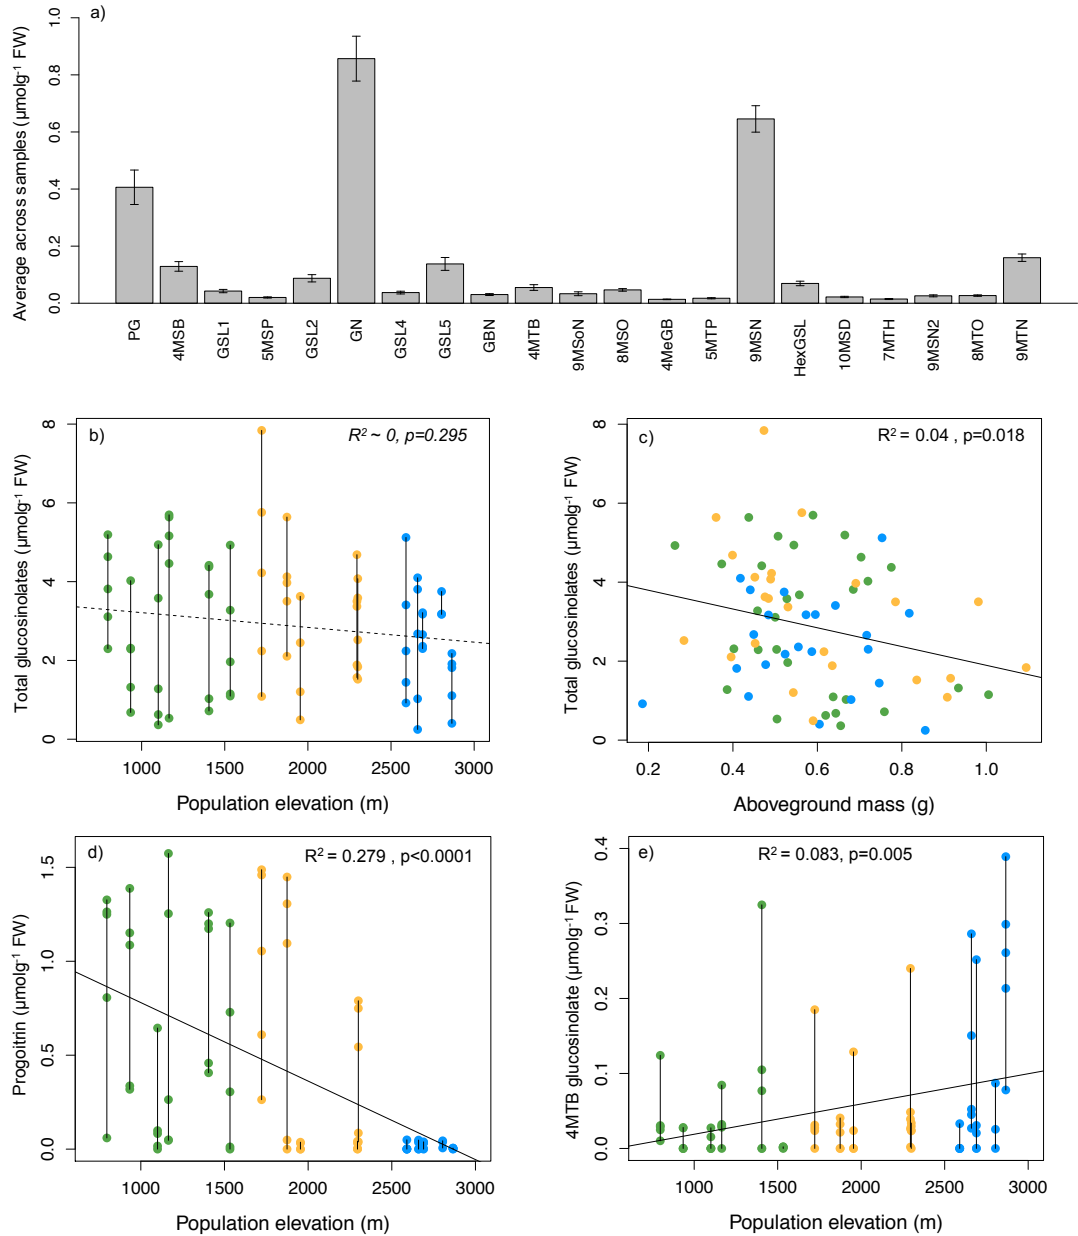 a)
Average across samples (µmolg⁻¹ FW)
1.0
0.8
0.6
0.4
0.2
0.0
PG
4MSB
GSL1
5MSP
GSL2
GN
GSL4
GSL5
GBN
4MTB
9MSoN
8MSO
4MeGB
5MTP
9MSN
HexGSL
10MSD
7MTH
9MSN2
8MTO
9MTN
b)
R² ~ 0, p=0.295
Total glucosinolates (µmolg⁻¹ FW)
8
6
4
2
0
1000 1500 2000 2500 3000
Population elevation (m)
c)
R² = 0.04 , p=0.018
Total glucosinolates (µmolg⁻¹ FW)
8
6
4
2
0
0.2 0.4 0.6 0.8 1.0
Aboveground mass (g)
d)
R² = 0.279 , p<0.0001
Progoitrin (µmolg⁻¹ FW)
1.5
1.0
0.5
0.0
1000 1500 2000 2500 3000
Population elevation (m)
e)
R² = 0.083, p=0.005
4MTB glucosinolate (µmolg⁻¹ FW)
0.4
0.3
0.2
0.1
0.0
1000 1500 2000 2500 3000
Population elevation (m)